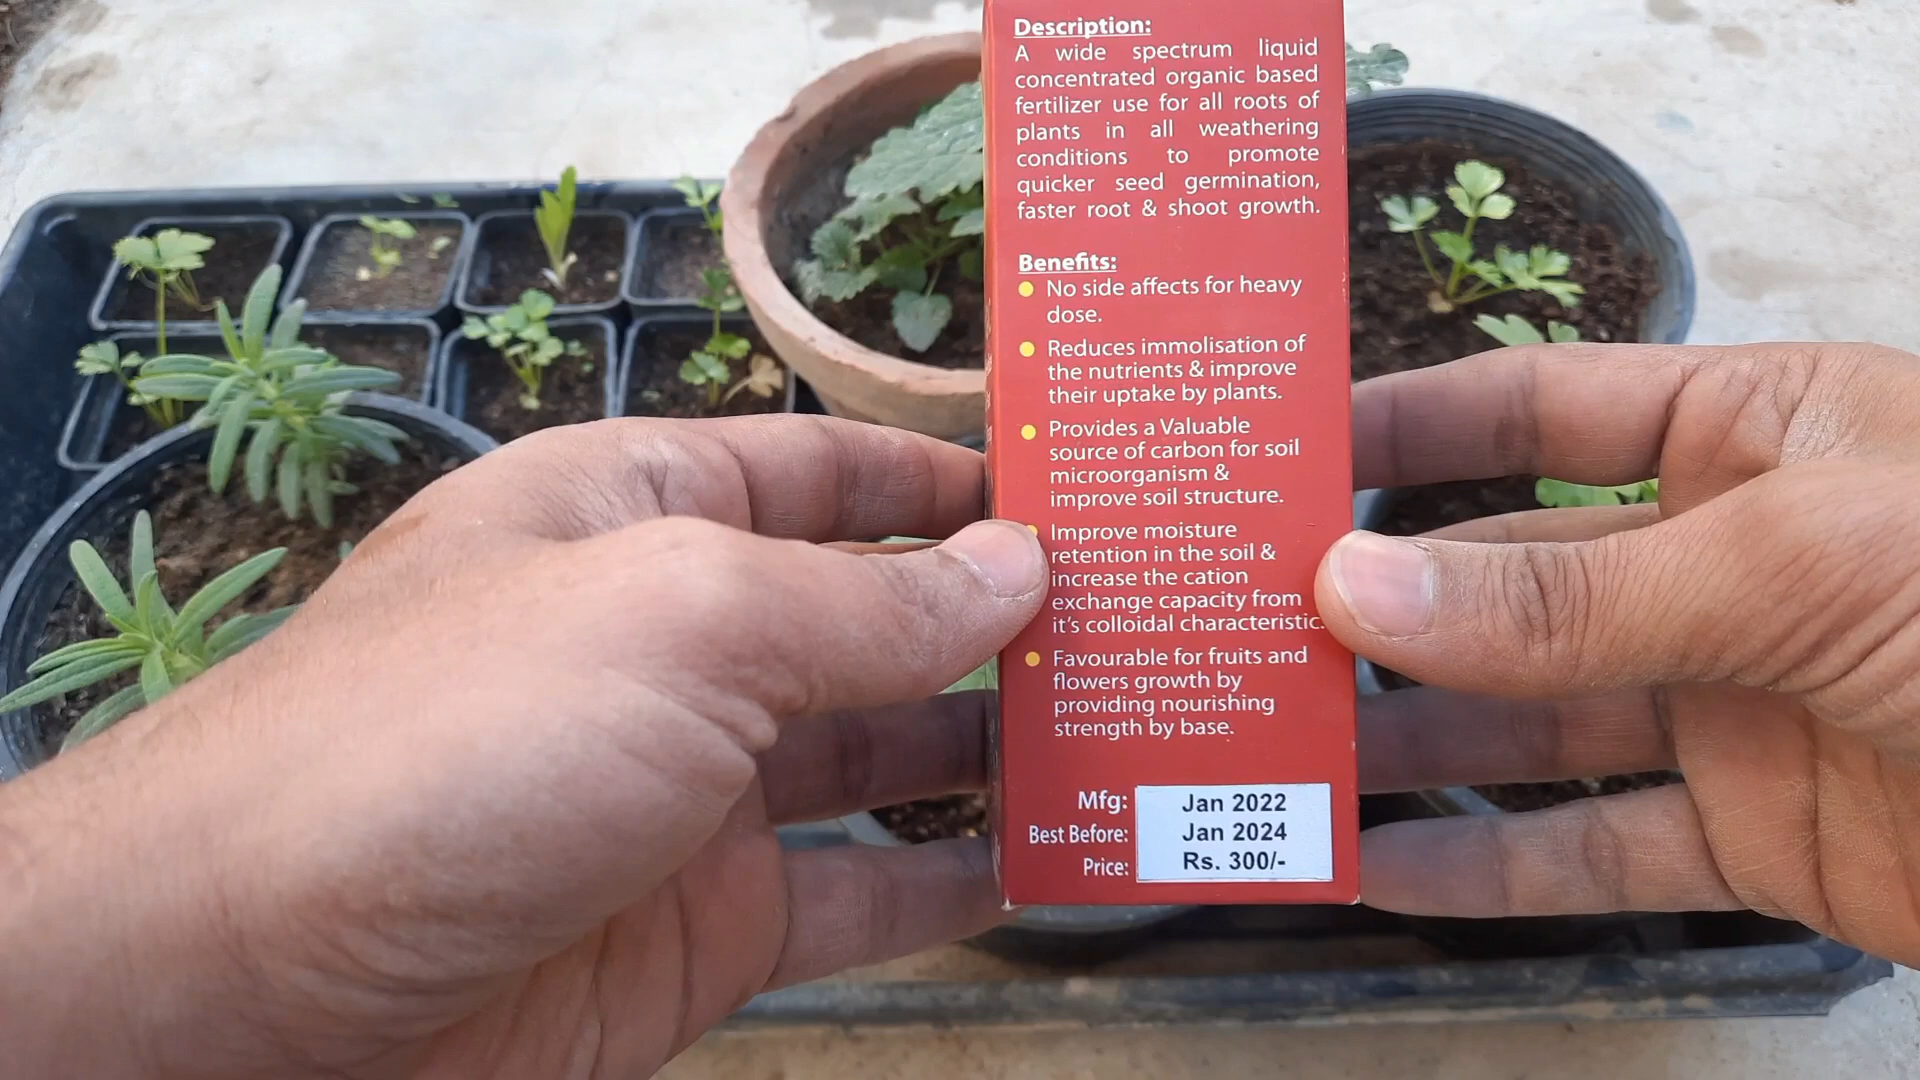 Description:
A wide spectrum liquid
concentrated organic based
fertilizer use for all roots of
plants in all weathering
conditions to promote
quicker seed germination,
faster root & shoot growth.
Benefits:
No side affects for heavy
dose.
Reduces immolisation of
the nutrients & improve
their uptake by plants.
Provides a Valuable
source of carbon for soil
microorganism &
improve soil structure.
Improve moisture
retention in the soil &
increase the cation
exchange capacity from
it's colloidal characteristic.
Favourable for fruits and
flowers growth by
providing nourishing
strength by base.
Mfg: Jan 2022
Best Before: Jan 2024
Price: Rs. 300/-